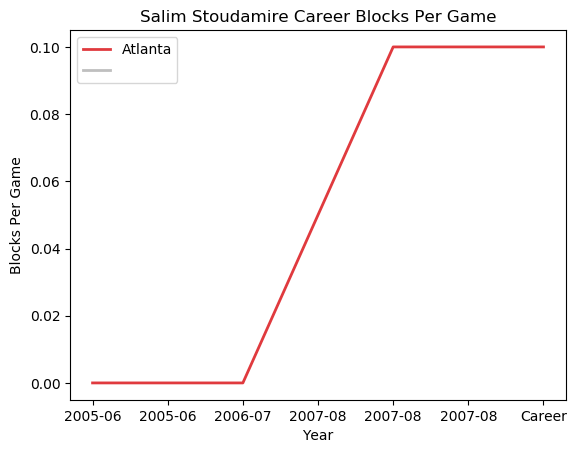 Salim Stoudamire Career Blocks Per Game
Atlanta
Blocks Per Game
0.10
0.08
0.06
0.04
0.02
0.00
2005-06 2005-06 2006-07 2007-08 2007-08 2007-08 Career
Year